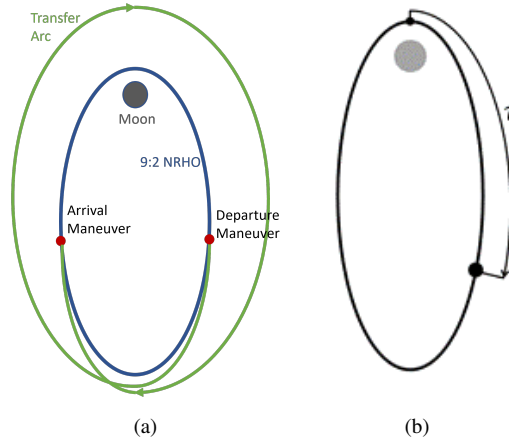 Transfer
Arc
Moon
9:2 NRHO
Arrival
Maneuver
Departure
Maneuver
(a)
(b)